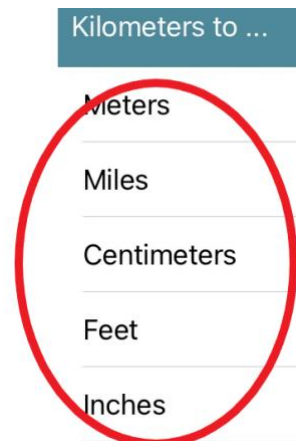 Kilometers to ...
Meters
Miles
Centimeters
Feet
Inches